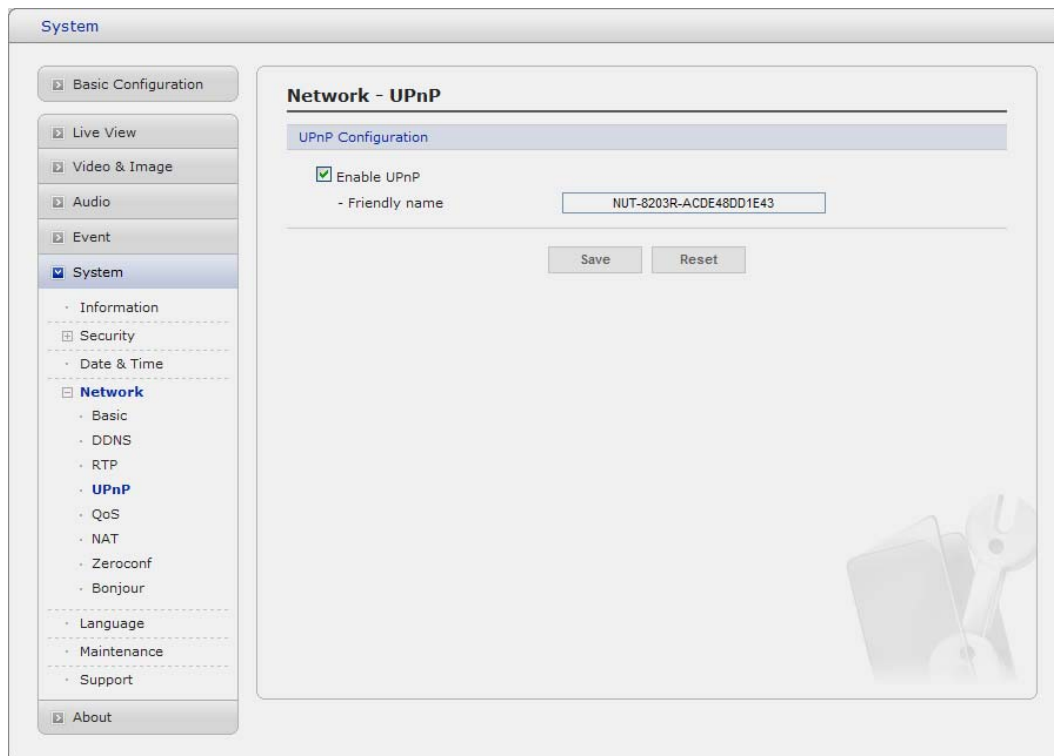 System
Basic Configuration
Live View
Video & Image
Audio
Event
System
Information
Security
Date & Time
Network
Basic
DDNS
RTP
UPnP
QoS
NAT
Zeroconf
Bonjour
Language
Maintenance
Support
About
Network - UPnP
UPnP Configuration
Enable UPnP
- Friendly name NUT-8203R-ACDE48DD1E43
Save Reset